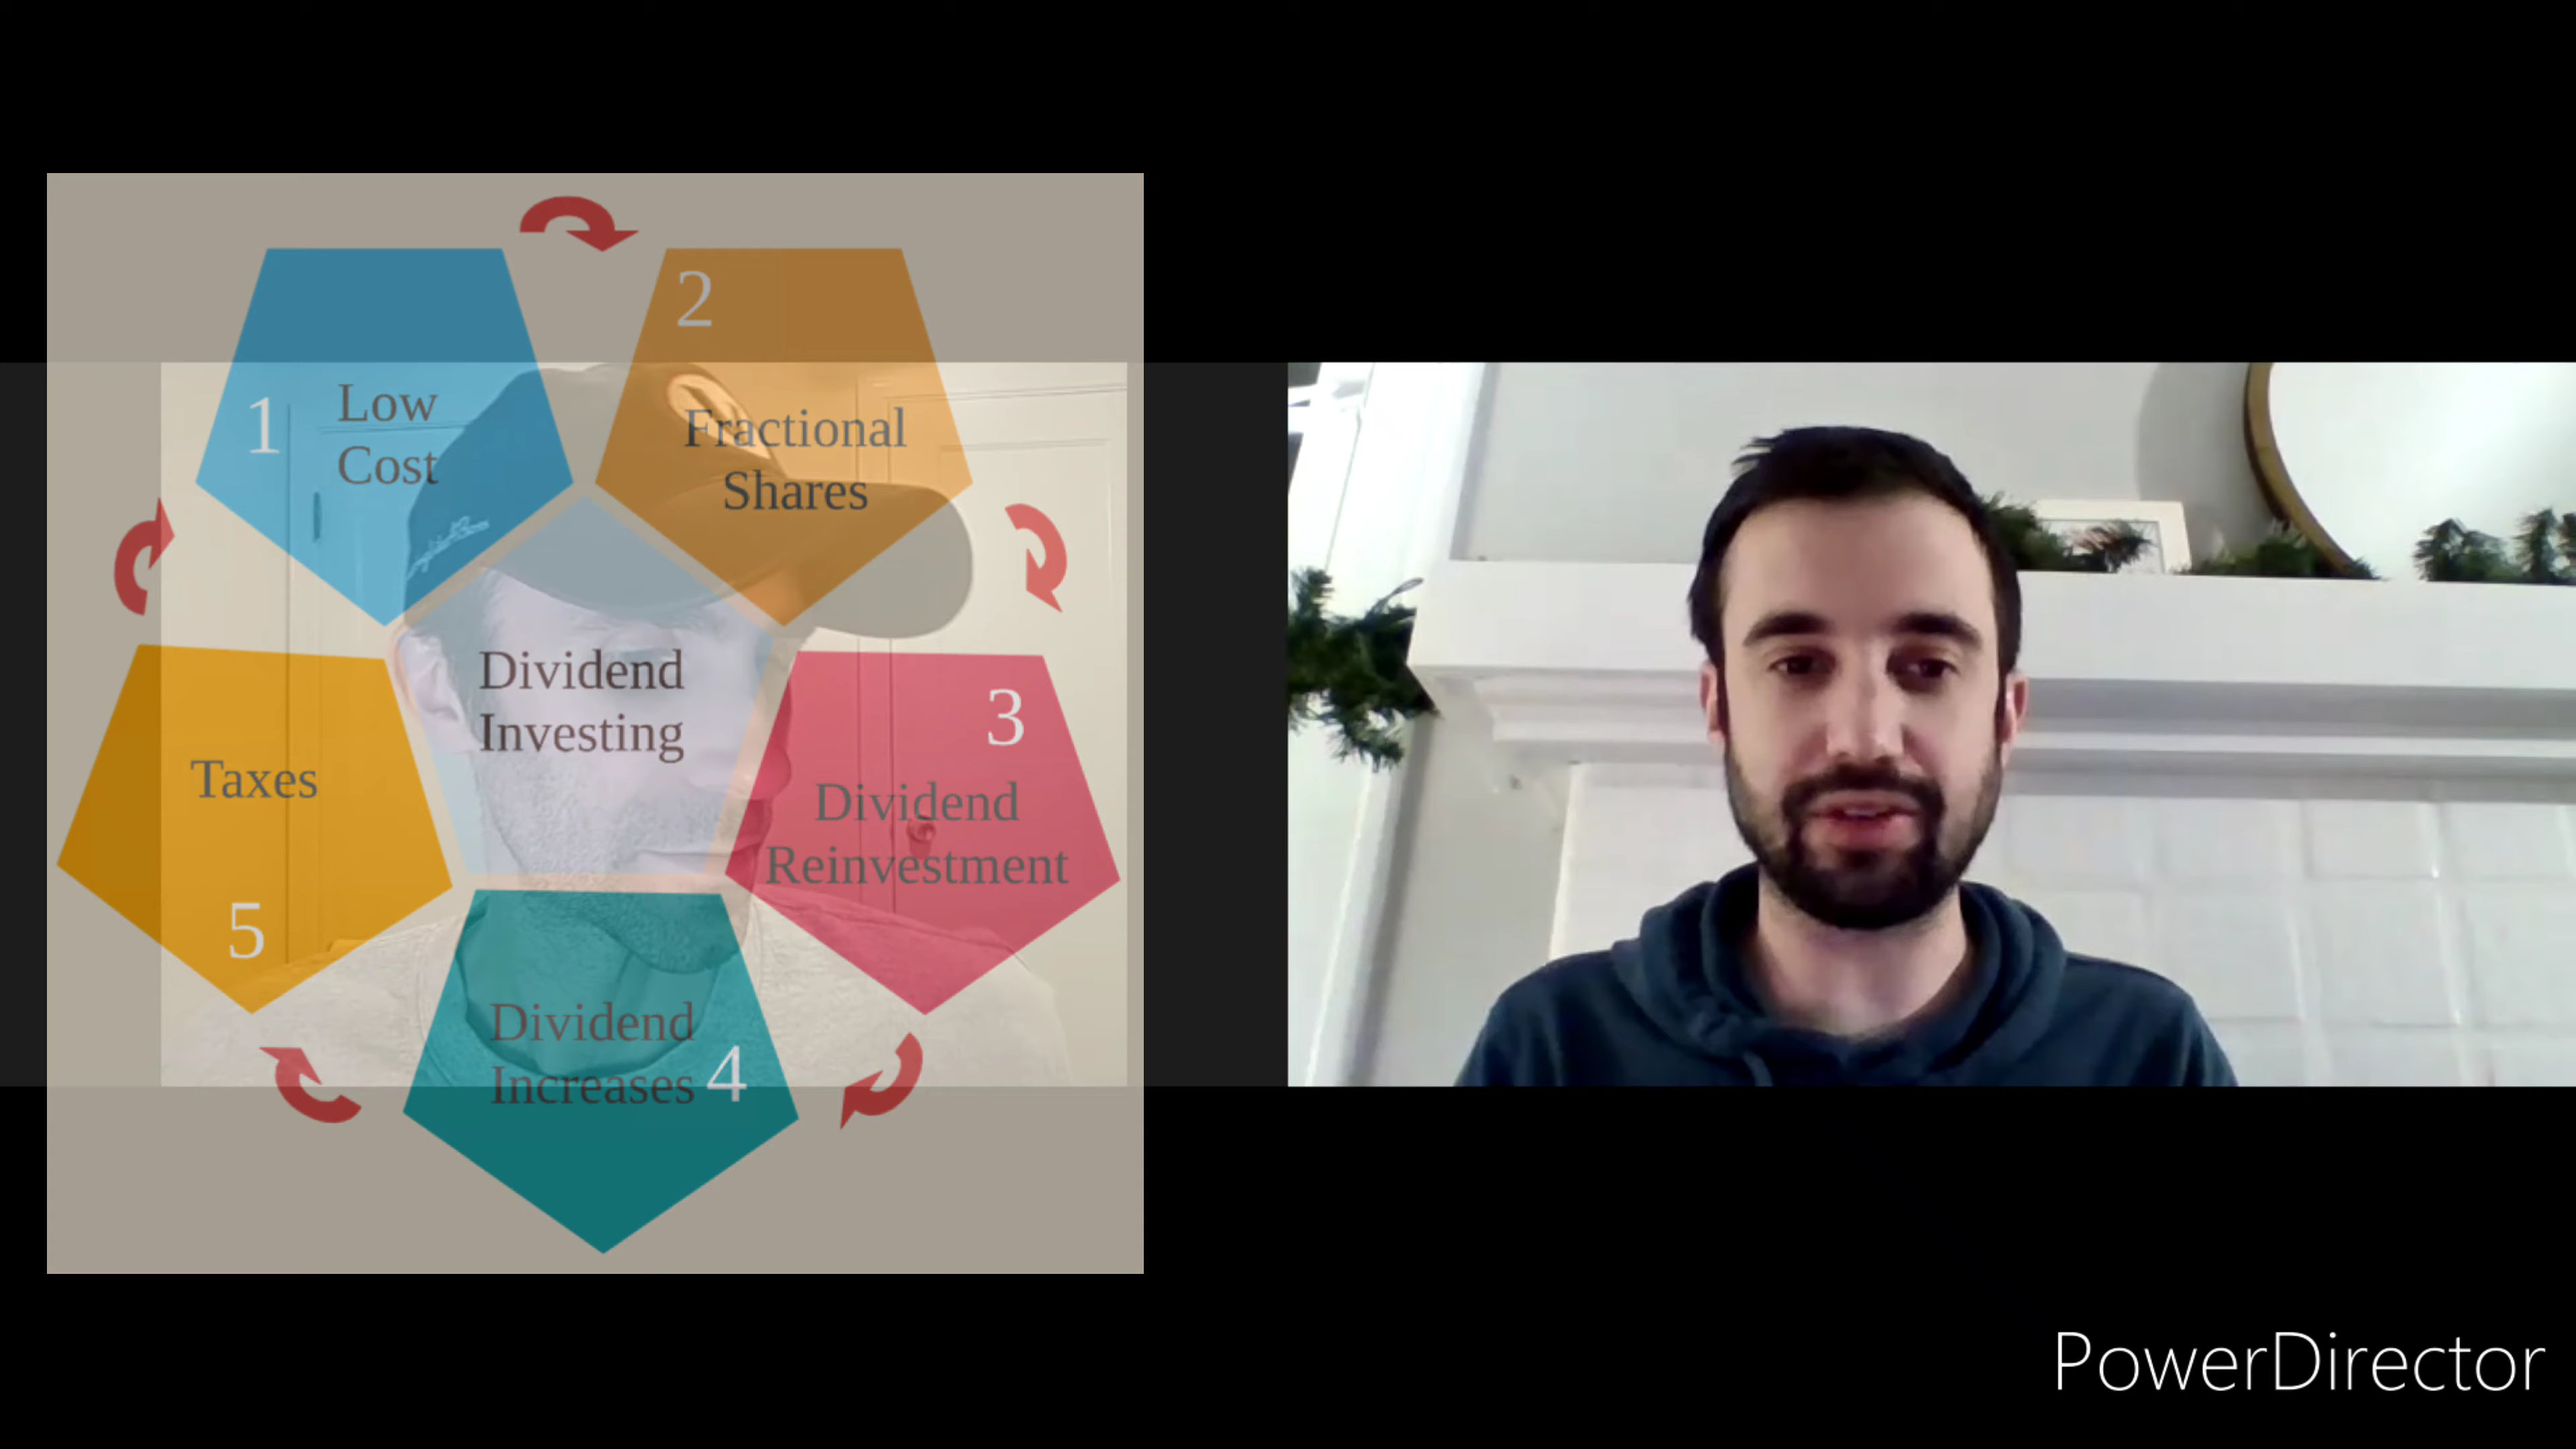 1
Low
Cost
2
Fractional
Shares
Dividend
Investing
3
Dividend
Reinvestment
Dividend
Increases
4
Taxes
5
PowerDirector